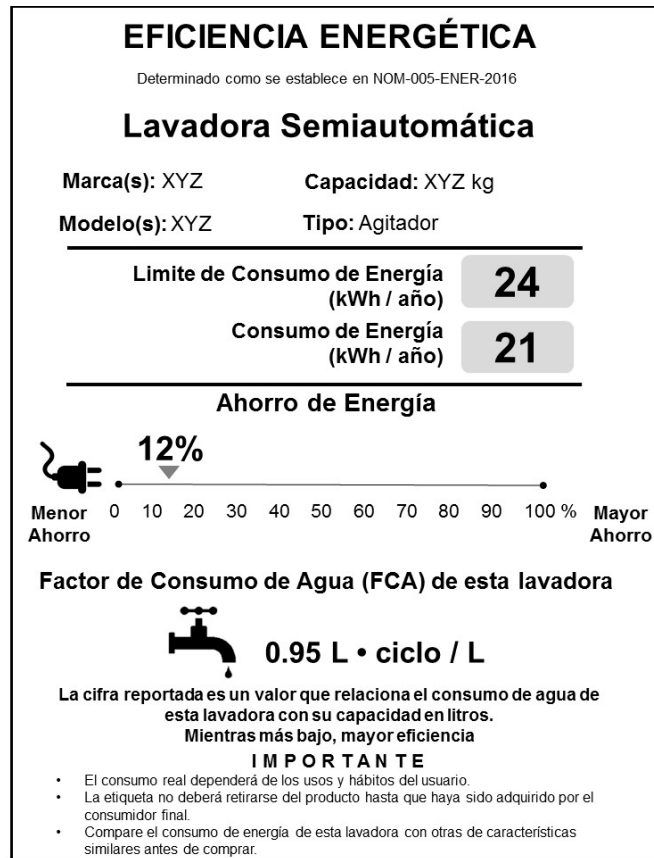 EFICIENCIA ENERGÉTICA
Determinado como se establece en NOM-005-ENER-2016
Lavadora Semiautomática
Marca(s): XYZ Capacidad: XYZ kg
Modelo(s): XYZ Tipo: Agitador
Limite de Consumo de Energía
(kWh / año)
24
Consumo de Energía
(kWh / año)
21
Ahorro de Energía
12%
Menor
Ahorro
0 10 20 30 40 50 60 70 80 90 100 %
Mayor
Ahorro
Factor de Consumo de Agua (FCA) de esta lavadora
0.95 L • ciclo / L
La cifra reportada es un valor que relaciona el consumo de agua de
esta lavadora con su capacidad en litros.
Mientras más bajo, mayor eficiencia
I M P O R T A N T E
• El consumo real dependerá de los usos y hábitos del usuario.
• La etiqueta no deberá retirarse del producto hasta que haya sido adquirido por el
consumidor final.
• Compare el consumo de energía de esta lavadora con otras de características
similares antes de comprar.